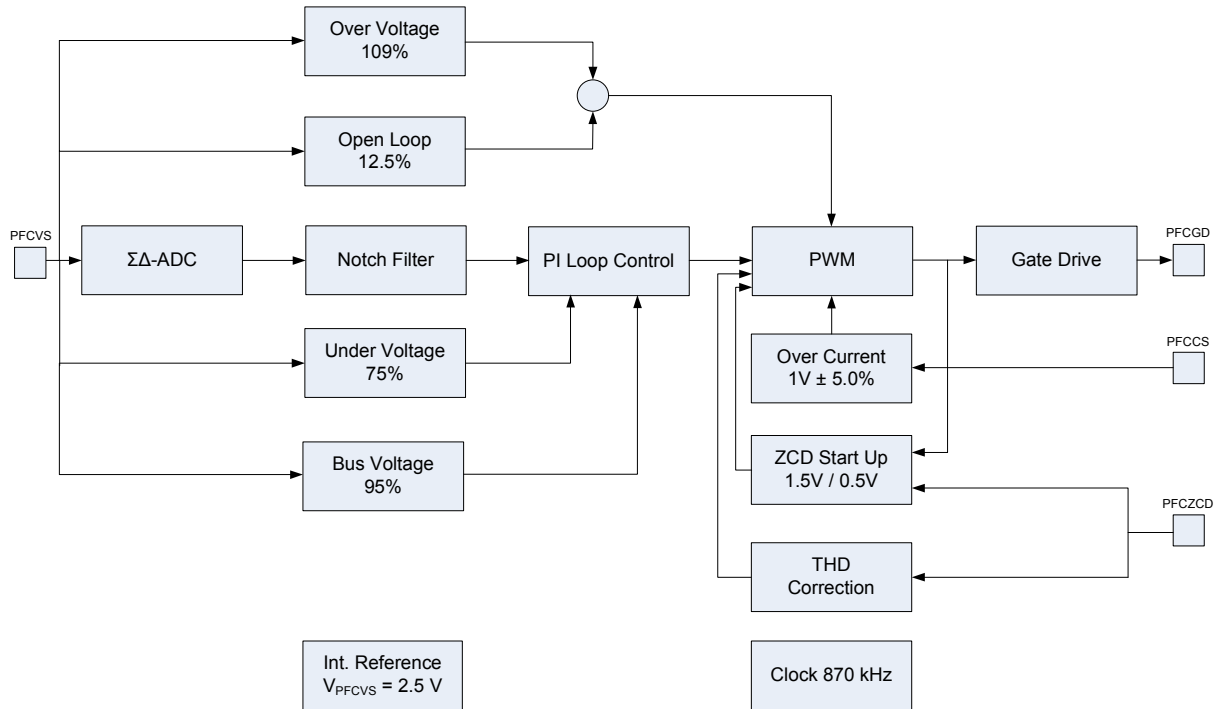 Over Voltage
109%
Open Loop
12.5%
PFCVS
ΣΔ-ADC
Notch Filter
PI Loop Control
PWM
Gate Drive
PFCGD
Under Voltage
75%
Over Current
1V ± 5.0%
PFCCS
Bus Voltage
95%
ZCD Start Up
1.5V / 0.5V
PFCZCD
THD
Correction
Int. Reference
VPFCVS = 2.5 V
Clock 870 kHz